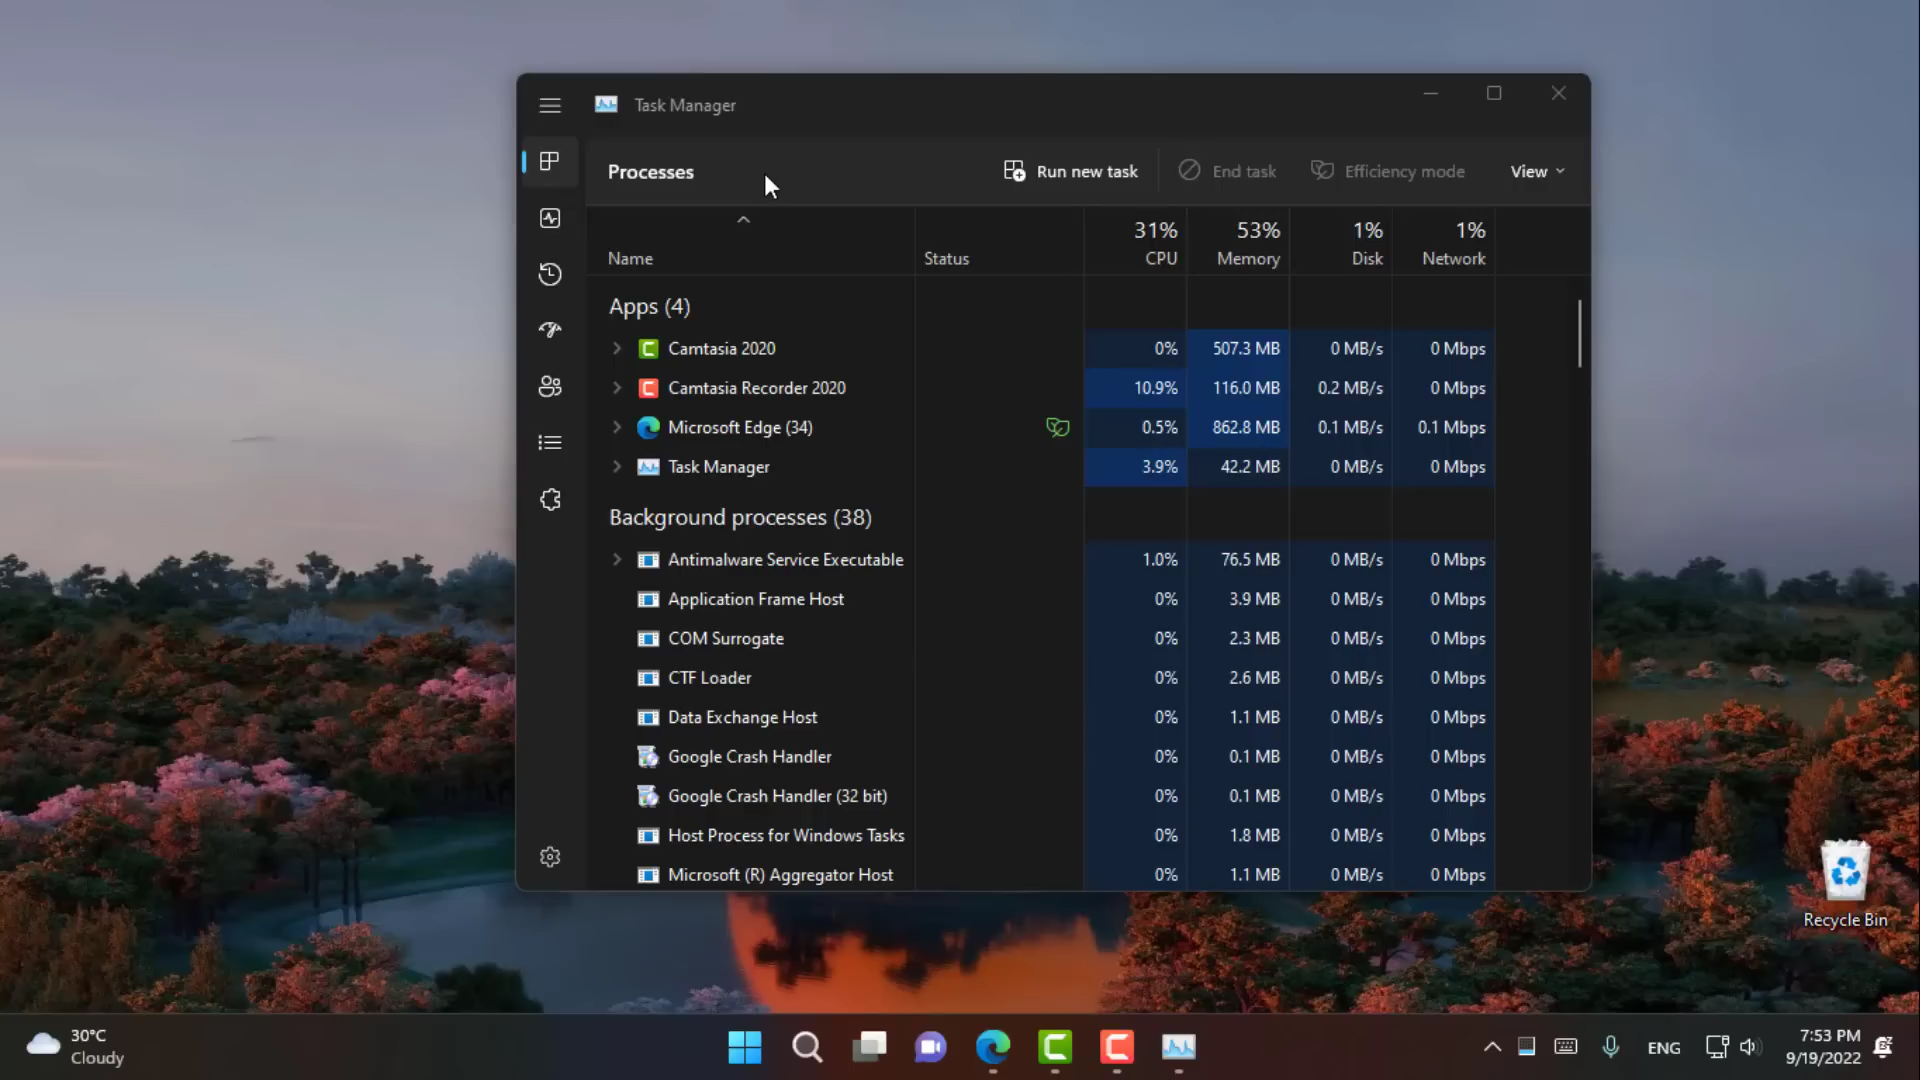 Task Manager
Processes
Run new task
End task
Efficiency mode
View
31% 53% 1% 1%
Name Status CPU Memory Disk Network
Apps (4)
Camtasia 2020 0% 507.3 MB 0 MB/s 0 Mbps
Camtasia Recorder 2020 10.9% 116.0 MB 0.2 MB/s 0 Mbps
Microsoft Edge (34) 0.5% 862.8 MB 0.1 MB/s 0.1 Mbps
Task Manager 3.9% 42.2 MB 0 MB/s 0 Mbps
Background processes (38)
Antimalware Service Executable 1.0% 76.5 MB 0 MB/s 0 Mbps
Application Frame Host 0% 3.9 MB 0 MB/s 0 Mbps
COM Surrogate 0% 2.3 MB 0 MB/s 0 Mbps
CTF Loader 0% 2.6 MB 0 MB/s 0 Mbps
Data Exchange Host 0% 1.1 MB 0 MB/s 0 Mbps
Google Crash Handler 0% 0.1 MB 0 MB/s 0 Mbps
Google Crash Handler (32 bit) 0% 0.1 MB 0 MB/s 0 Mbps
Host Process for Windows Tasks 0% 1.8 MB 0 MB/s 0 Mbps
Microsoft (R) Aggregator Host 0% 1.1 MB 0 MB/s 0 Mbps
Recycle Bin
30°C
Cloudy
ENG
7:53 PM
9/19/2022